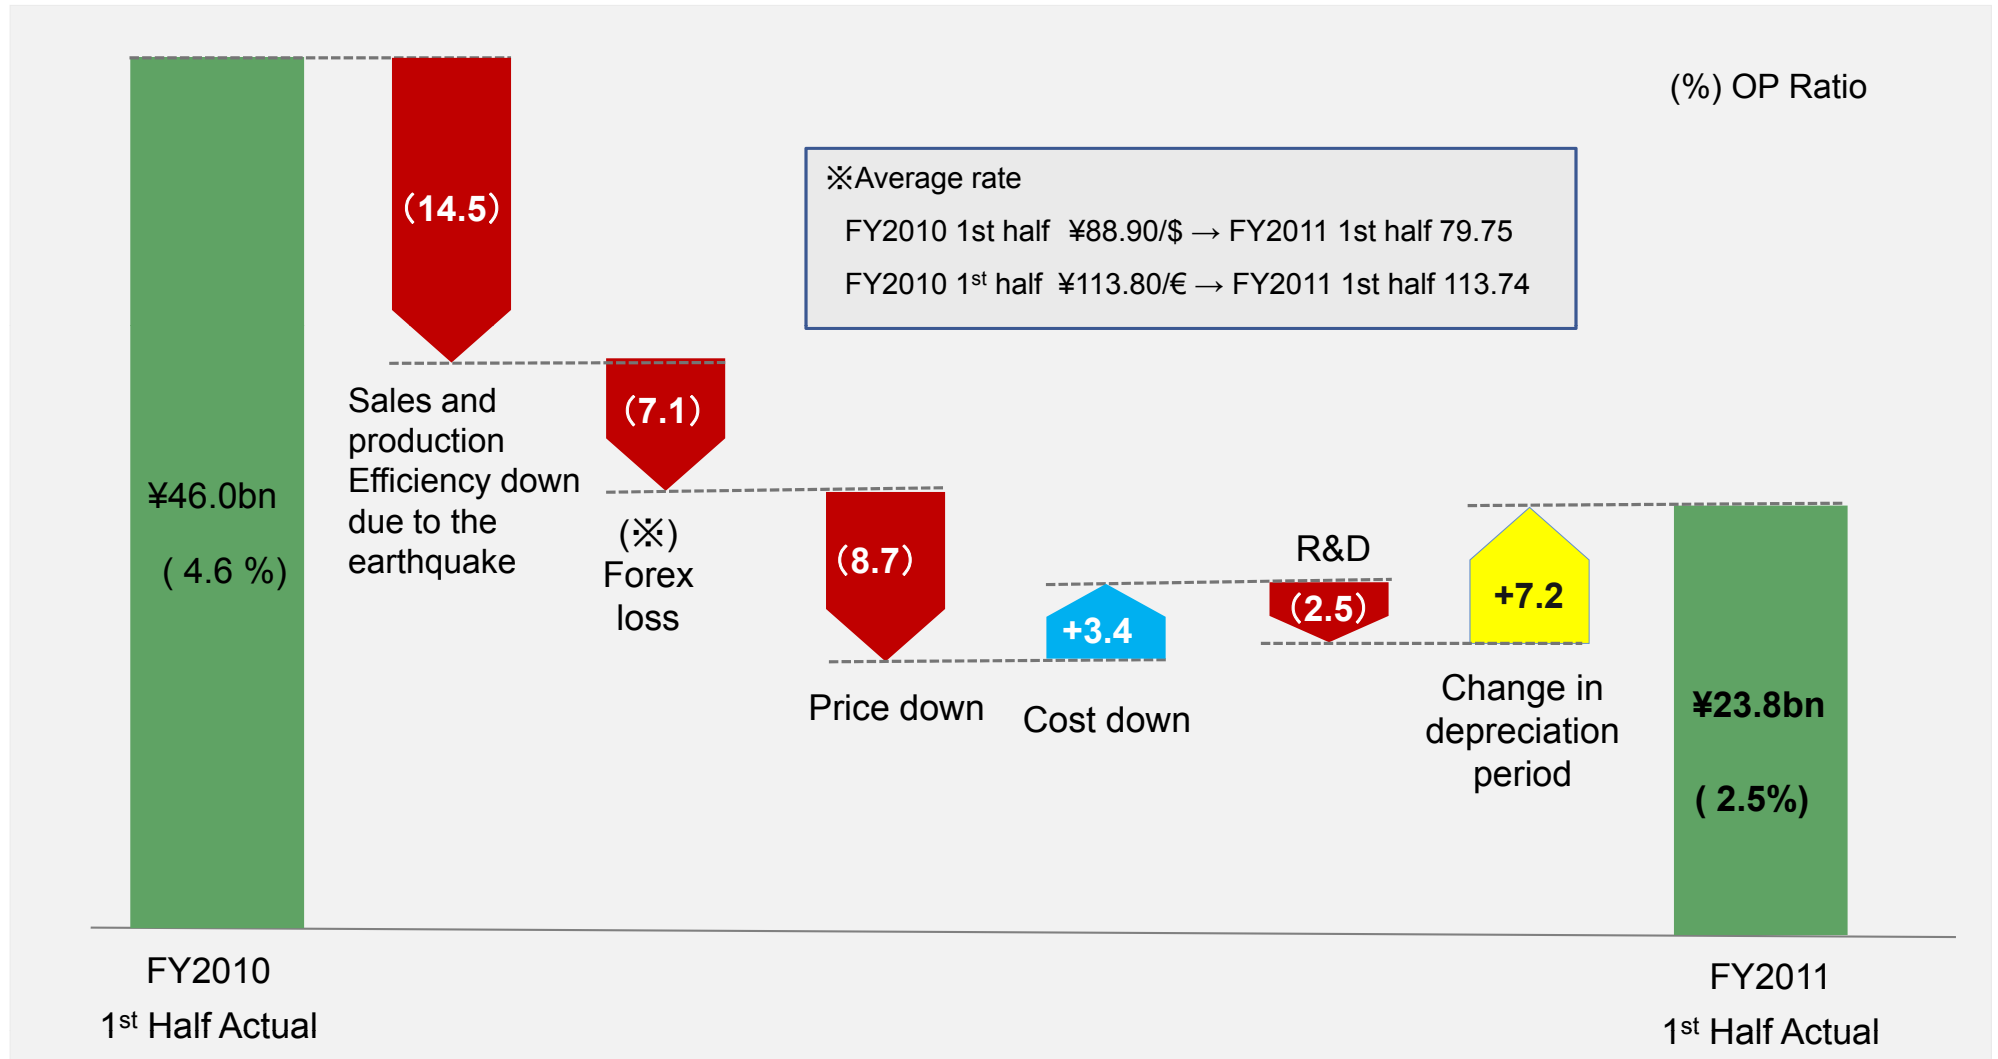 (%) OP Ratio
※Average rate
FY2010 1st half ¥88.90/$ → FY2011 1st half 79.75
FY2010 1st half ¥113.80/€ → FY2011 1st half 113.74
（14.5）
Sales and
production
Efficiency down
due to the
earthquake
（7.1）
(※)
Forex
loss
（8.7）
Price down
+3.4
Cost down
R&D
（2.5）
+7.2
Change in
depreciation
period
¥46.0bn
( 4.6 %)
¥23.8bn
( 2.5%)
FY2010
1st Half Actual
FY2011
1st Half Actual